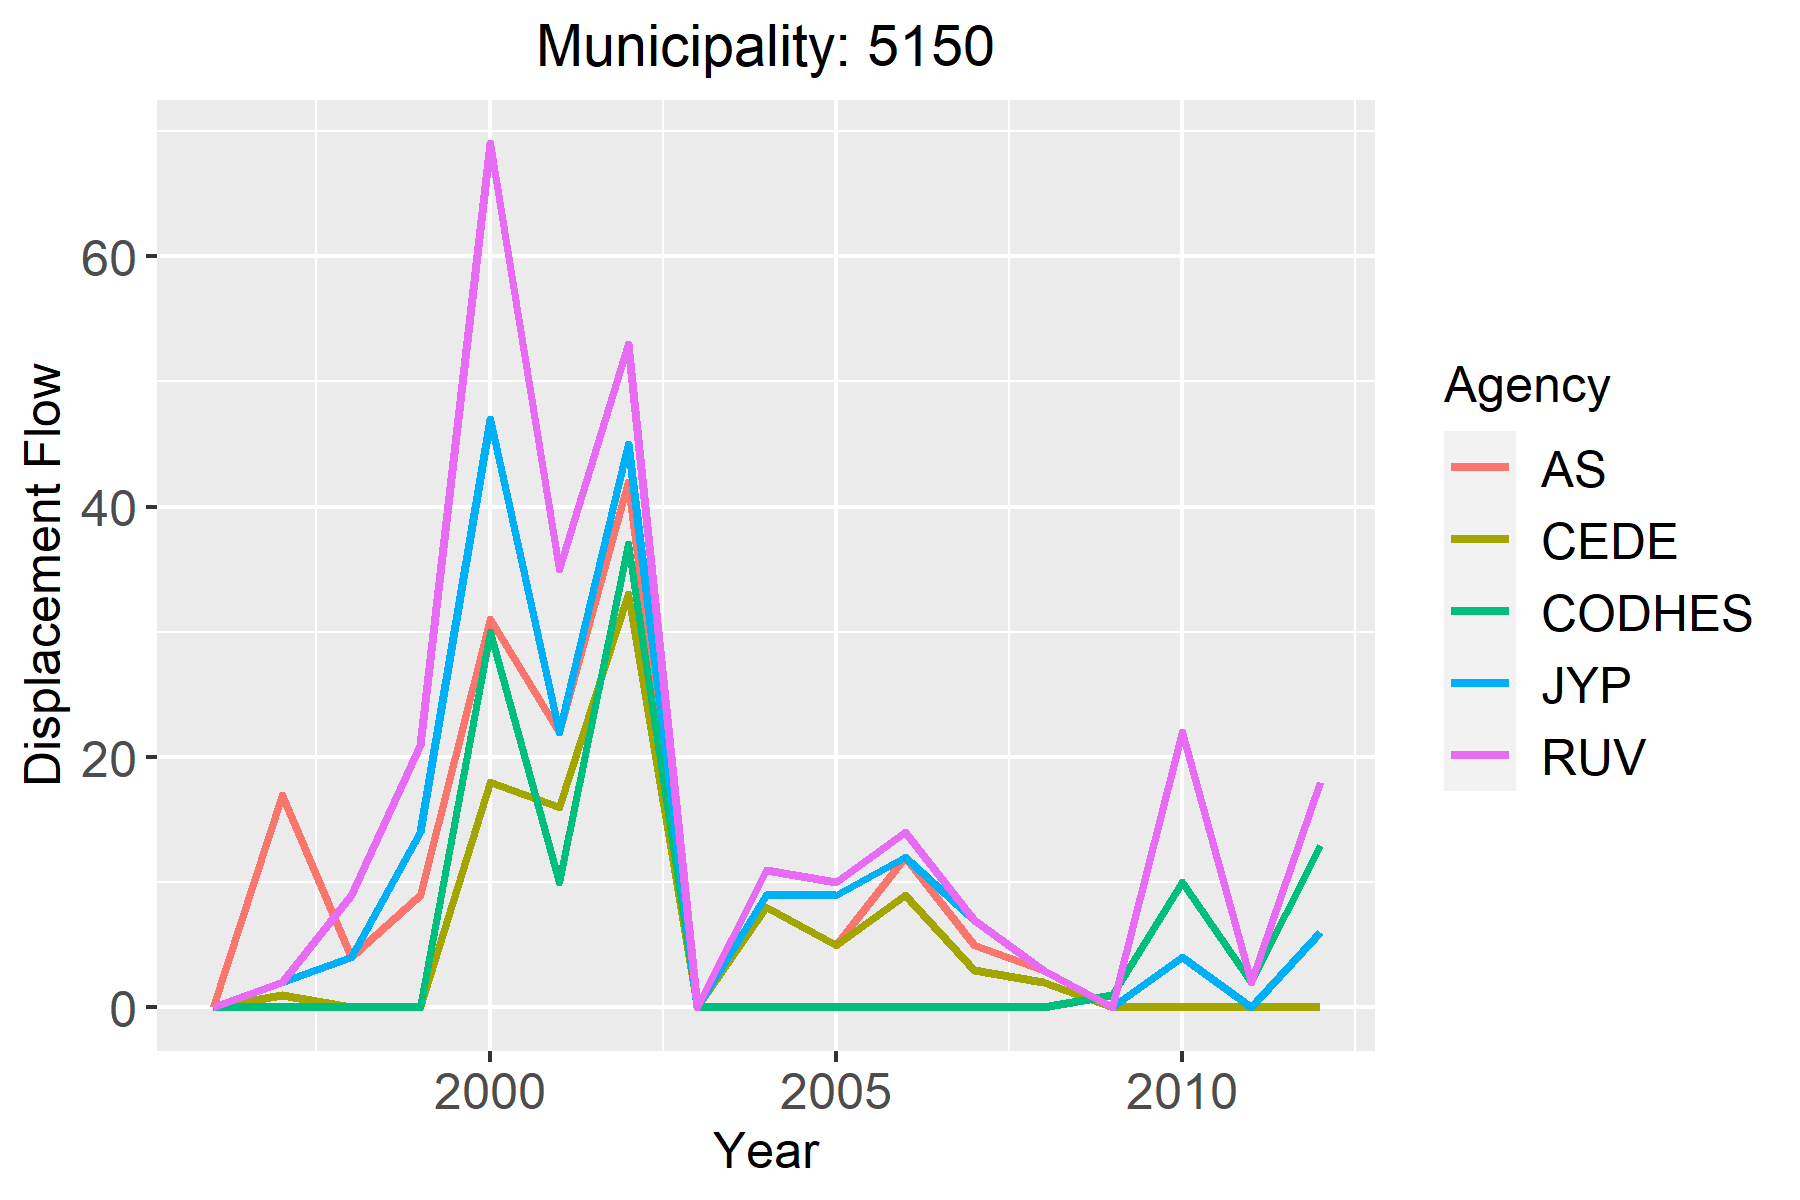 Municipality: 5150
Displacement Flow
60
40
20
0
2000 2005 2010
Year
Agency
AS
CEDE
CODHES
JYP
RUV